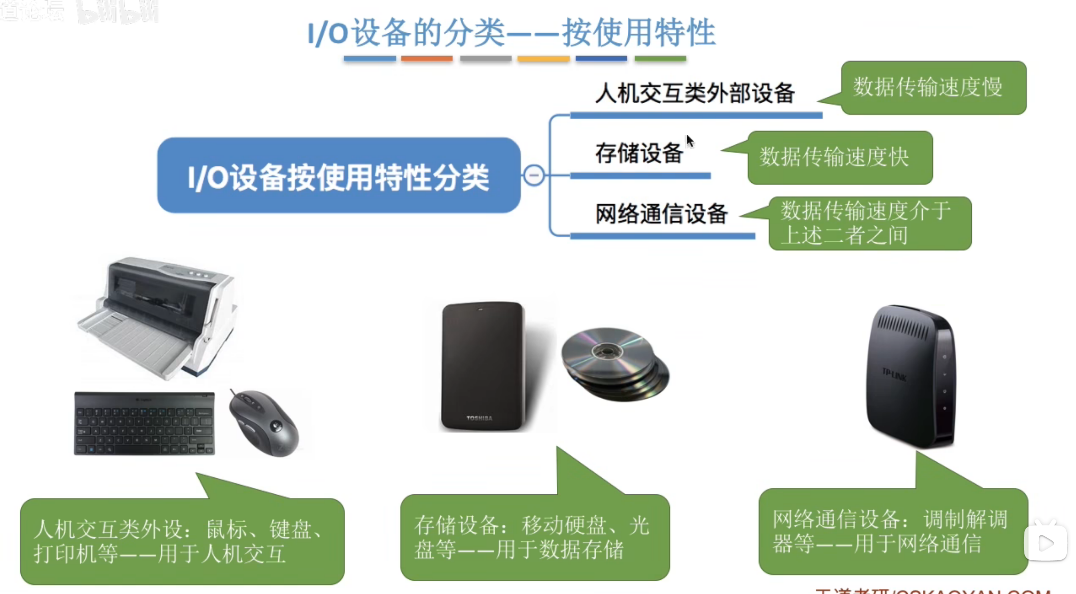 bilibili
I/O设备的分类——按使用特性
人机交互类外部设备
数据传输速度慢
存储设备
数据传输速度快
I/O设备按使用特性分类
网络通信设备
数据传输速度介于
上述二者之间
TOSHIBA
TP-LINK
人机交互类外设：鼠标、键盘、
打印机等——用于人机交互
存储设备：移动硬盘、光
盘等——用于数据存储
网络通信设备：调制解调
器等——用于网络通信
王道考研/CSKAOYAN.COM